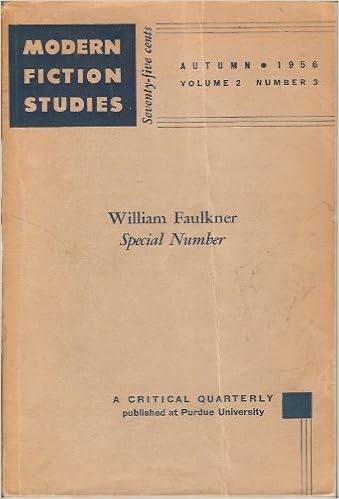 MODERN
FICTION
STUDIES
Seventy-five cents
AUTUMN • 1956
VOLUME 2 NUMBER 3
William Faulkner
Special Number
A CRITICAL QUARTERLY
published at Purdue University